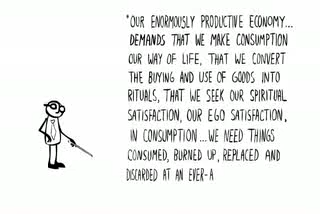 "OUR ENORMOUSLY PRODUCTIVE ECONOMY...
DEMANDS THAT WE MAKE CONSUMPTION
OUR WAY OF LIFE, THAT WE CONVERT
THE BUYING AND USE OF GOODS INTO
RITUALS, THAT WE SEEK OUR SPIRITUAL
SATISFACTION, OUR EGO SATISFACTION,
IN CONSUMPTION...WE NEED THINGS
CONSUMED, BURNED UP, REPLACED AND
DISCARDED AT AN EVER-A